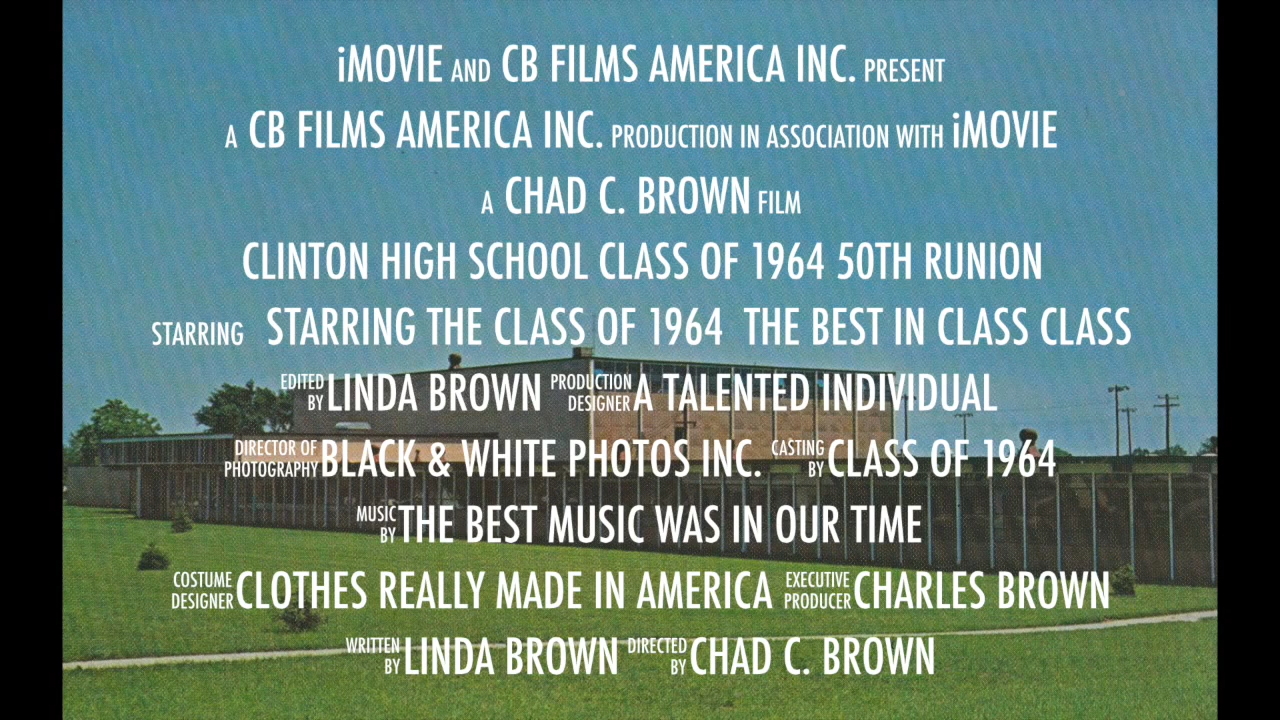 iMOVIE AND CB FILMS AMERICA INC. PRESENT
A CB FILMS AMERICA INC. PRODUCTION IN ASSOCIATION WITH iMOVIE
A CHAD C. BROWN FILM
CLINTON HIGH SCHOOL CLASS OF 1964 50TH RUNION
STARRING STARRING THE CLASS OF 1964 THE BEST IN CLASS CLASS
EDITED BY LINDA BROWN PRODUCTION DESIGNER A TALENTED INDIVIDUAL
DIRECTOR OF PHOTOGRAPHY BLACK & WHITE PHOTOS INC. CASTING BY CLASS OF 1964
MUSIC BY THE BEST MUSIC WAS IN OUR TIME
COSTUME DESIGNER CLOTHES REALLY MADE IN AMERICA EXECUTIVE PRODUCER CHARLES BROWN
WRITTEN BY LINDA BROWN DIRECTED BY CHAD C. BROWN